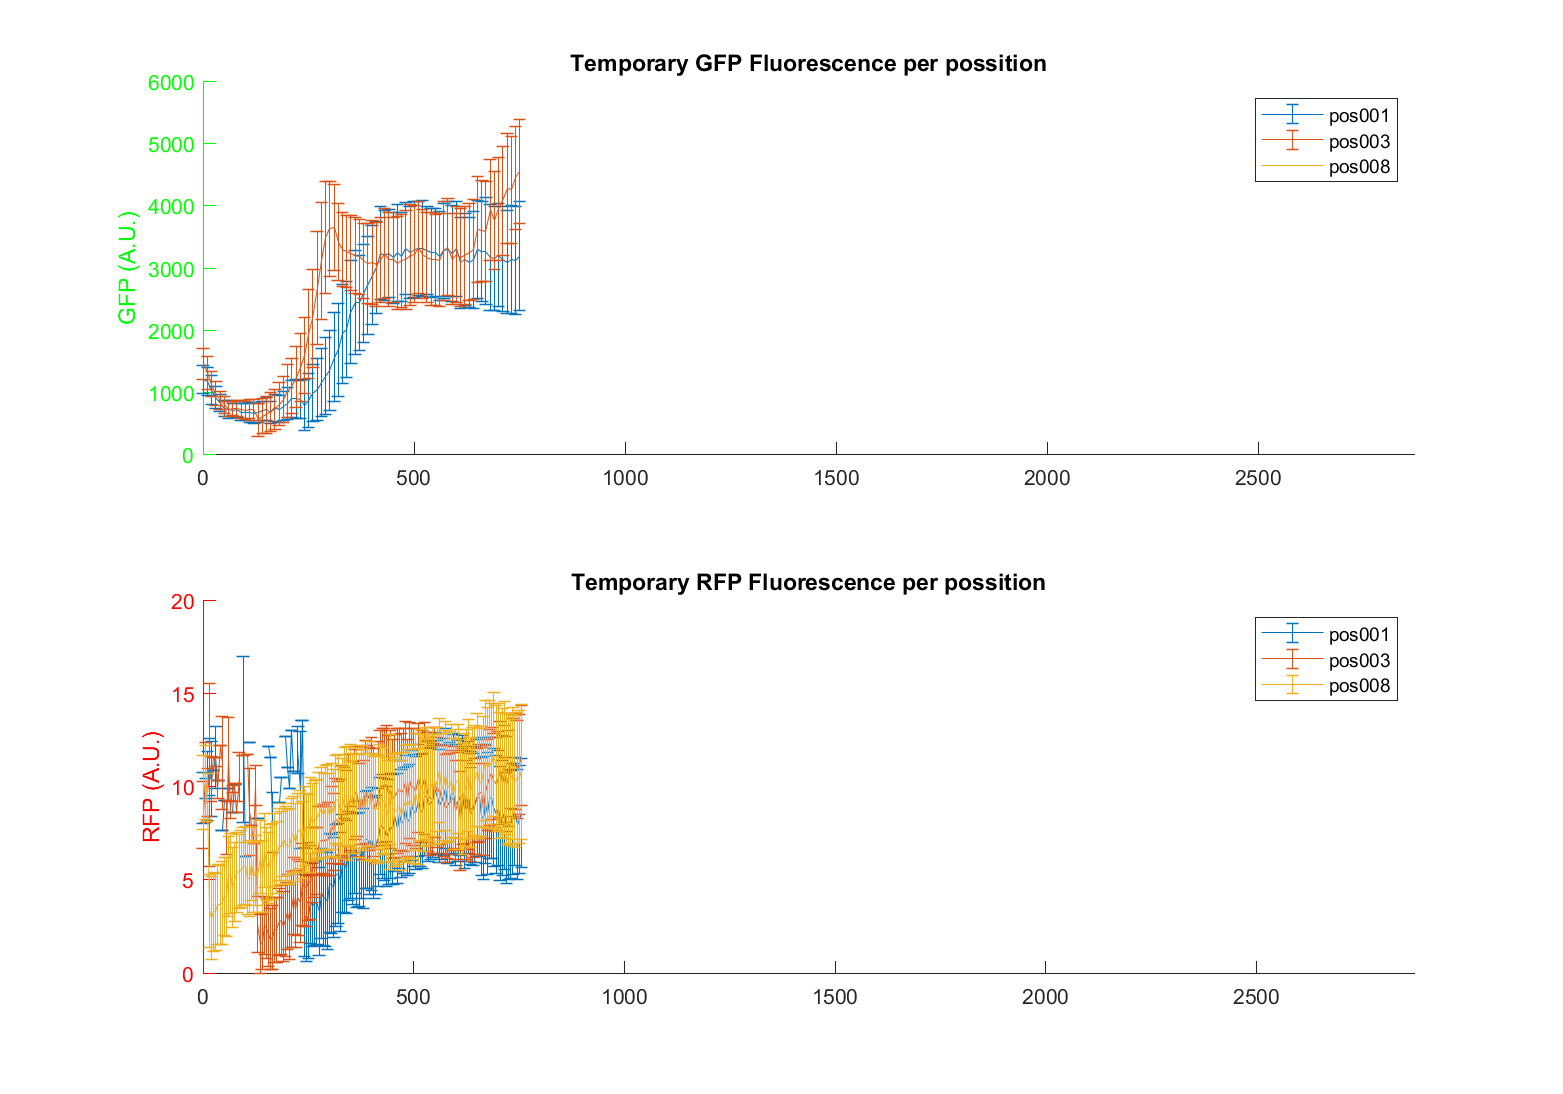 Temporary GFP Fluorescence per possition
6000
5000
4000
3000
2000
1000
0
GFP (A.U.)
0 500 1000 1500 2000 2500
pos001
pos003
pos008
Temporary RFP Fluorescence per possition
20
15
10
5
0
RFP (A.U.)
0 500 1000 1500 2000 2500
pos001
pos003
pos008